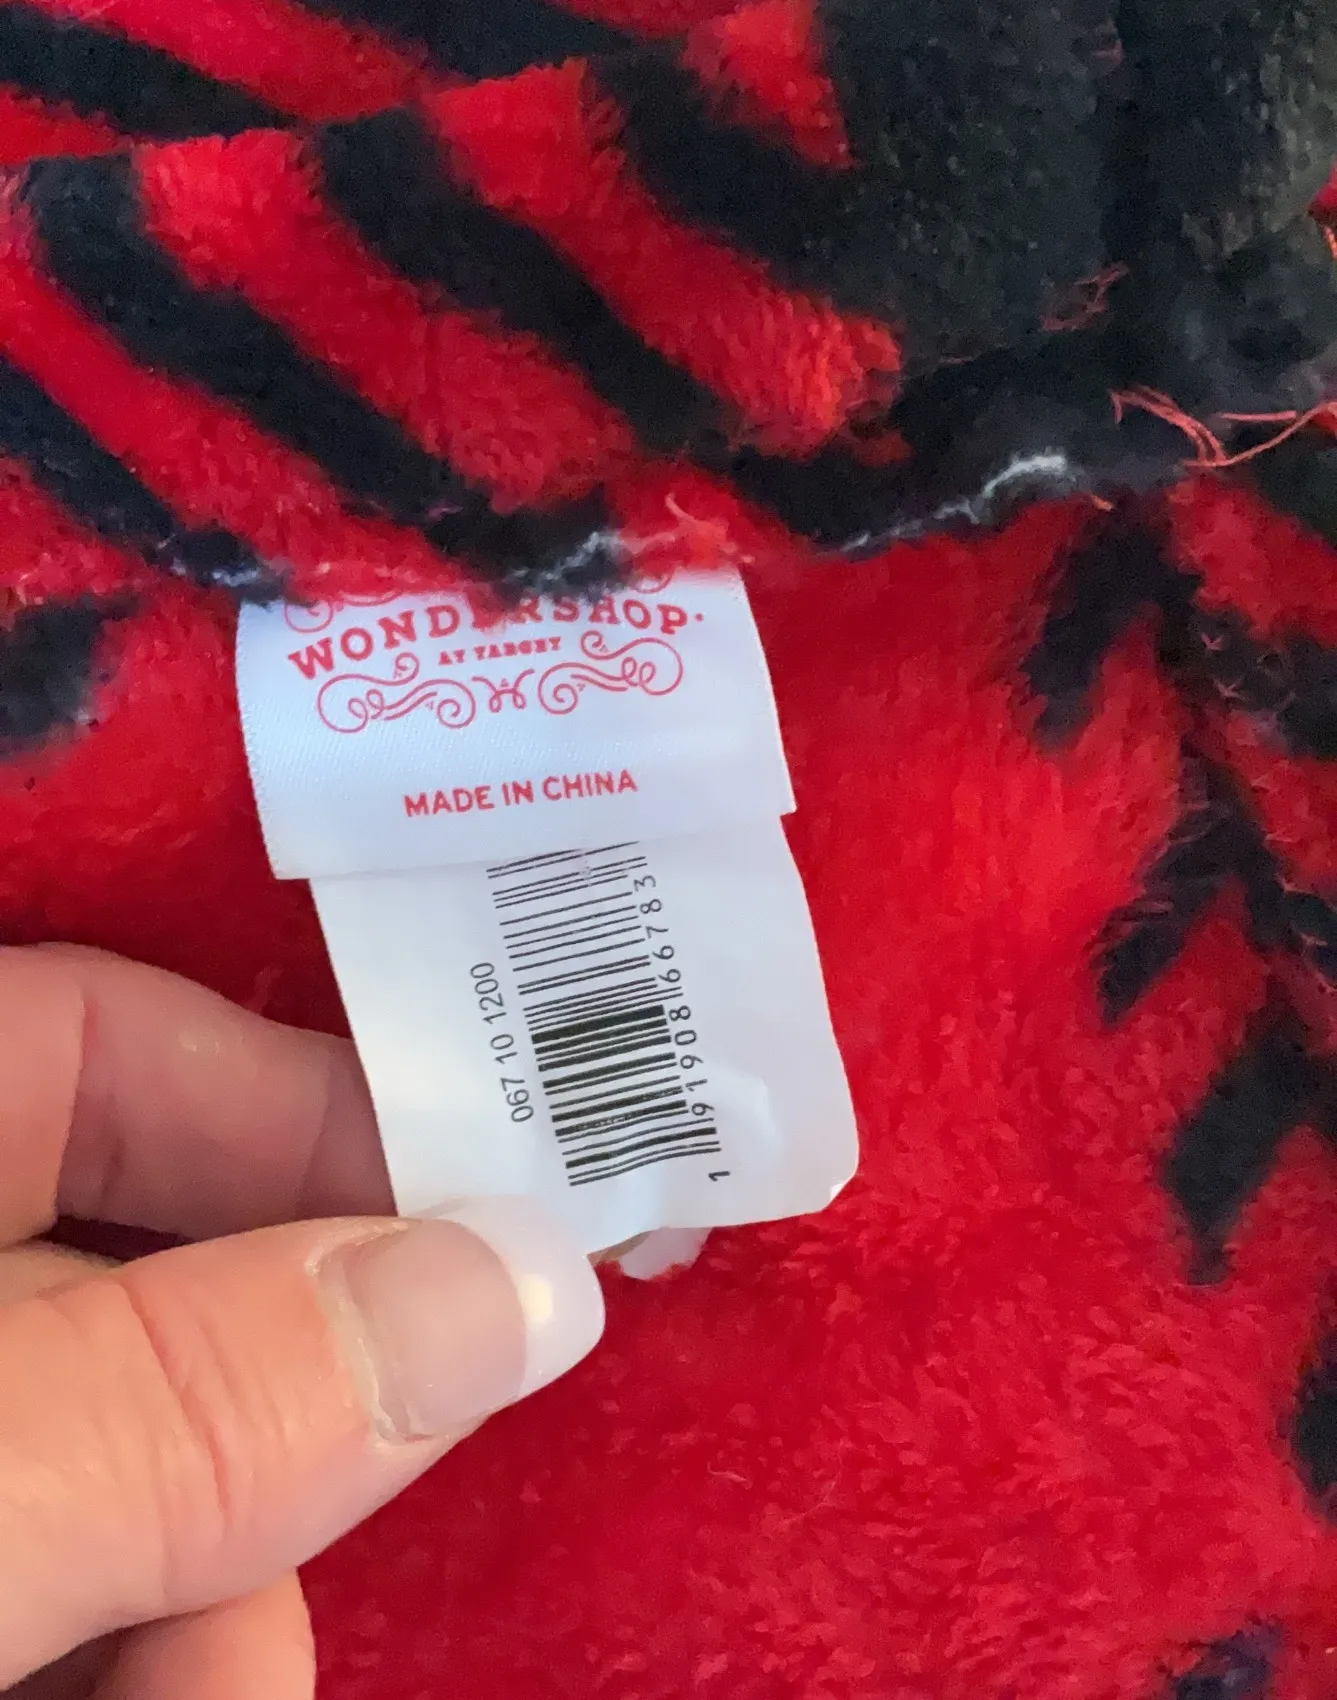 WONDERSHOP.
AT TARGET
MADE IN CHINA
067 10 1200
1 91908 66783